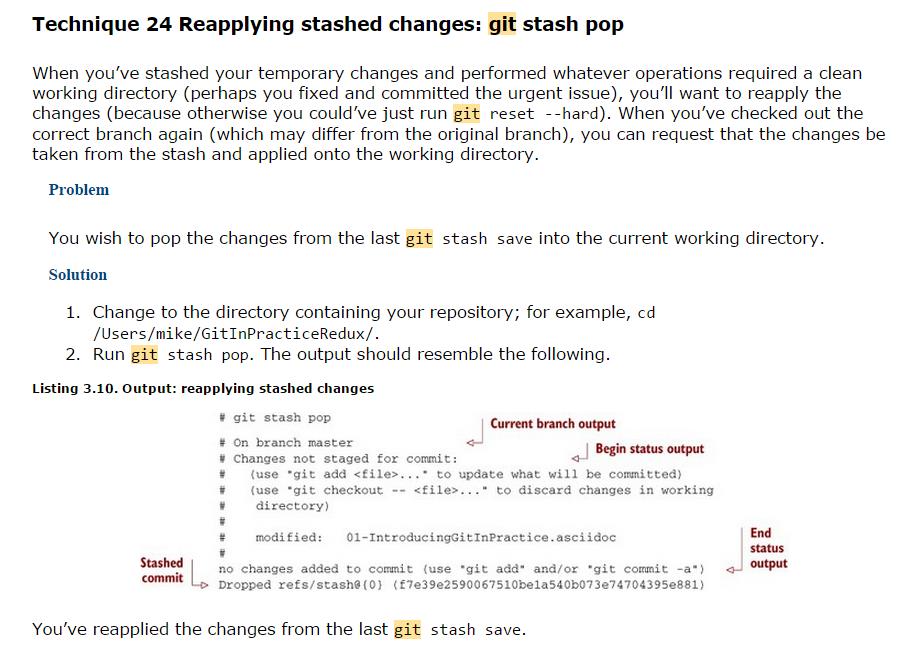 Technique 24 Reapplying stashed changes: git stash pop
When you’ve stashed your temporary changes and performed whatever operations required a clean
working directory (perhaps you fixed and committed the urgent issue), you’ll want to reapply the
changes (because otherwise you could’ve just run git reset --hard). When you’ve checked out the
correct branch again (which may differ from the original branch), you can request that the changes be
taken from the stash and applied onto the working directory.
Problem
You wish to pop the changes from the last git stash save into the current working directory.
Solution
1. Change to the directory containing your repository; for example, cd
/Users/mike/GitInPracticeRedux/.
2. Run git stash pop. The output should resemble the following.
Listing 3.10. Output: reapplying stashed changes
# git stash pop
Current branch output
# On branch master
Begin status output
# Changes not staged for commit:
# (use "git add <file>..." to update what will be committed)
# (use "git checkout -- <file>..." to discard changes in working
# directory)
#
# modified: 01-IntroducingGitInPractice.asciidoc
#
End
status
output
no changes added to commit (use "git add" and/or "git commit -a")
Stashed
commit
Dropped refs/stash@{0} (f7e39e2590067510be1a540b073e74704395e881)
You’ve reapplied the changes from the last git stash save.